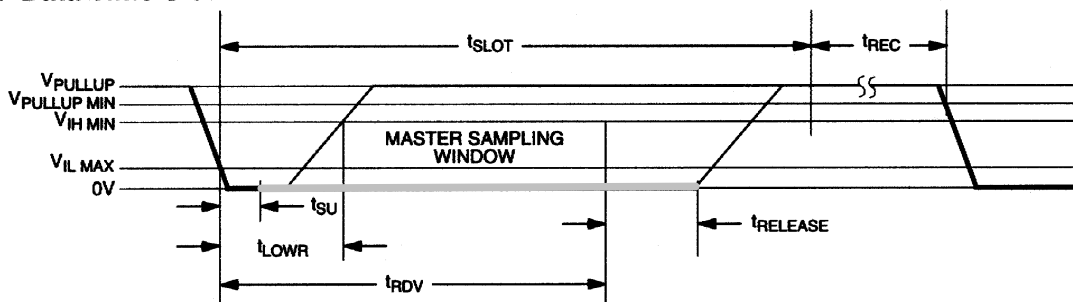 tSLOT
tREC
VPULLUP
VPULLUP MIN
VIH MIN
MASTER SAMPLING
WINDOW
VIL MAX
0V
tSU
tRELEASE
tLOWR
tRDV